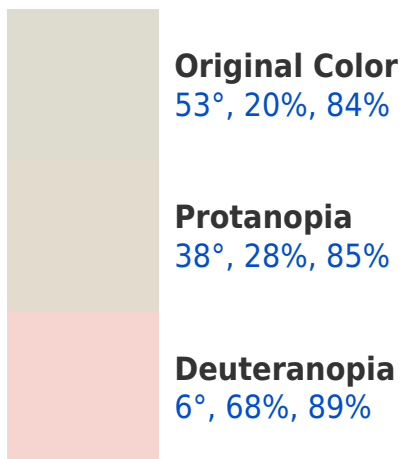 Original Color
53°, 20%, 84%
Protanopia
38°, 28%, 85%
Deuteranopia
6°, 68%, 89%